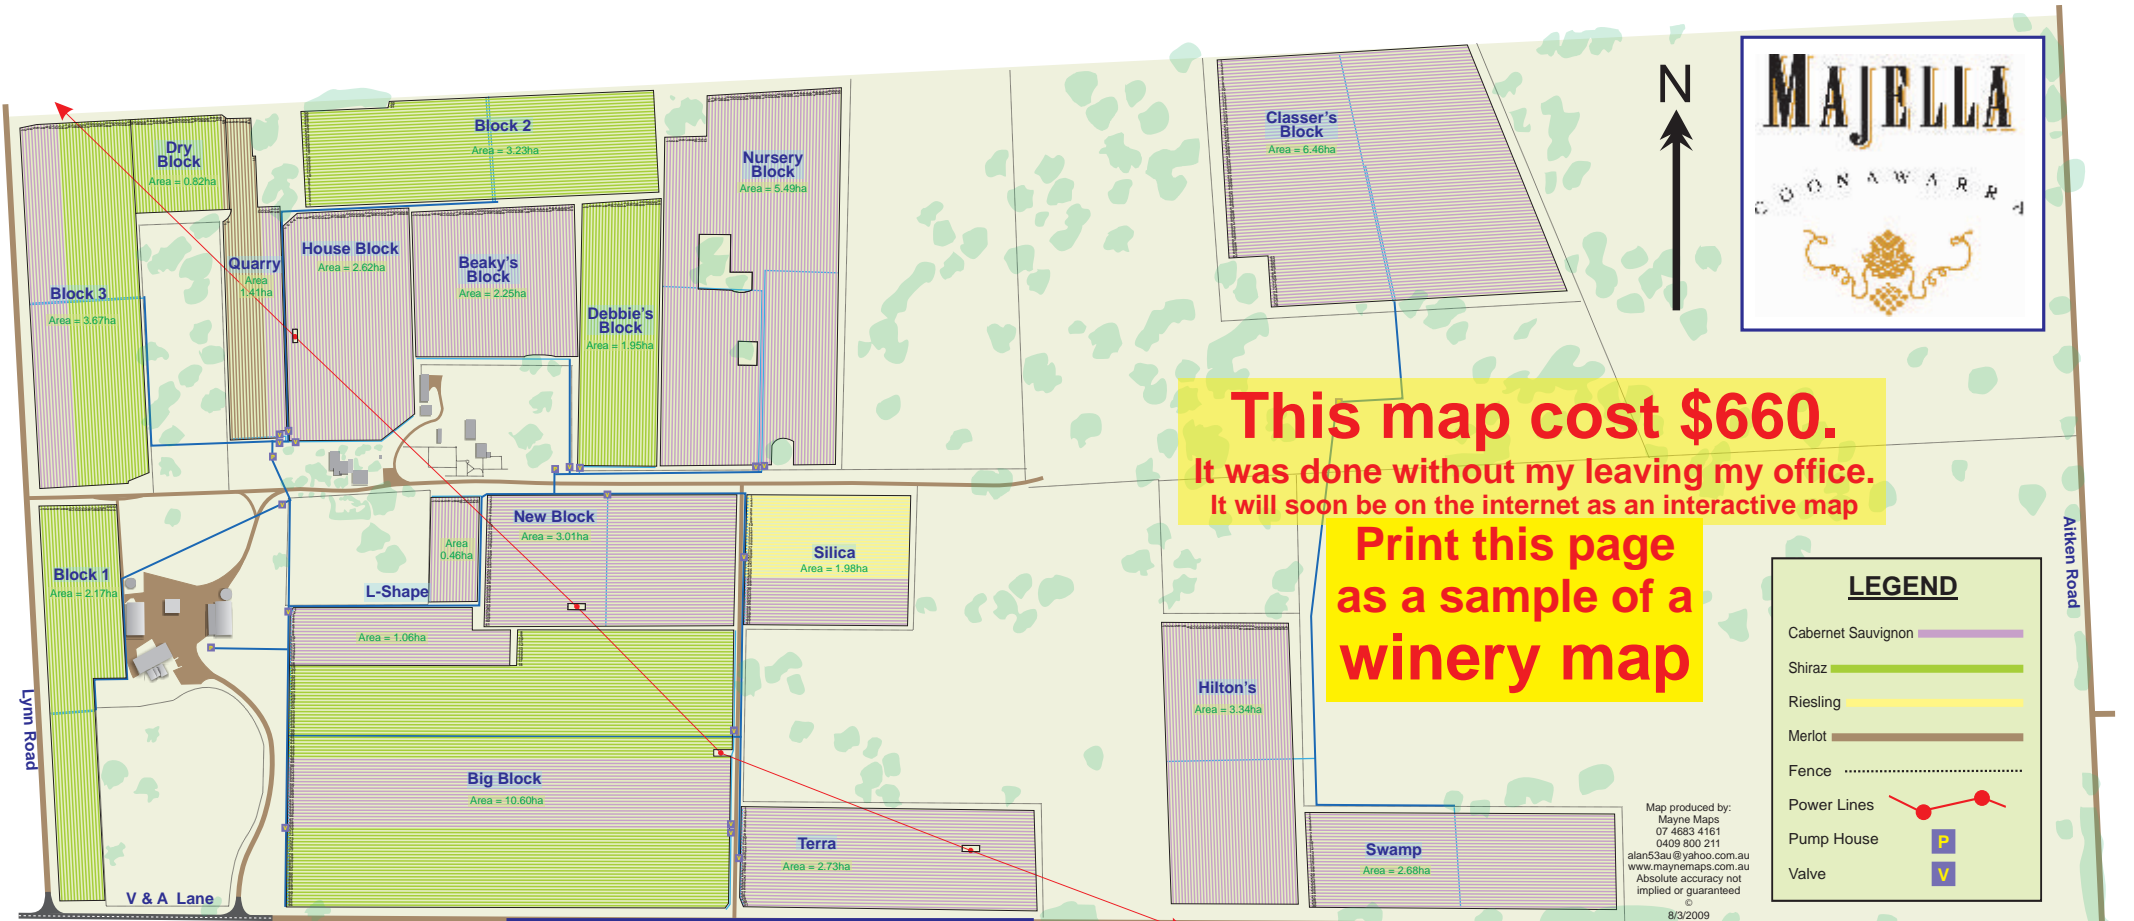 Block 2
Area = 3.23ha
Dry
Block
Area = 0.82ha
Nursery
Block
Area = 5.49ha
Classer's
Block
Area = 6.46ha
N
MAJELLA
COONAWARRA
Quarry
Area
1.41ha
House Block
Area = 2.62ha
Beaky's
Block
Area = 2.25ha
Block 3
Area = 3.67ha
Debbie's
Block
Area = 1.95ha
This map cost $660.
It was done without my leaving my office.
It will soon be on the internet as an interactive map
Print this page
as a sample of a
winery map
New Block
Area = 3.01ha
Area
0.46ha
Silica
Area = 1.98ha
Block 1
Area = 2.17ha
L-Shape
Area = 1.06ha
Aitken Road
Lynn Road
Hilton's
Area = 3.34ha
Big Block
Area = 10.60ha
Terra
Area = 2.73ha
Swamp
Area = 2.68ha
V & A Lane
Map produced by:
Mayne Maps
07 4683 4161
0409 800 211
alan53au@yahoo.com.au
www.maynemaps.com.au
Absolute accuracy not
implied or guaranteed
©
8/3/2009
LEGEND
Cabernet Sauvignon
Shiraz
Riesling
Merlot
Fence
Power Lines
Pump House P
Valve V